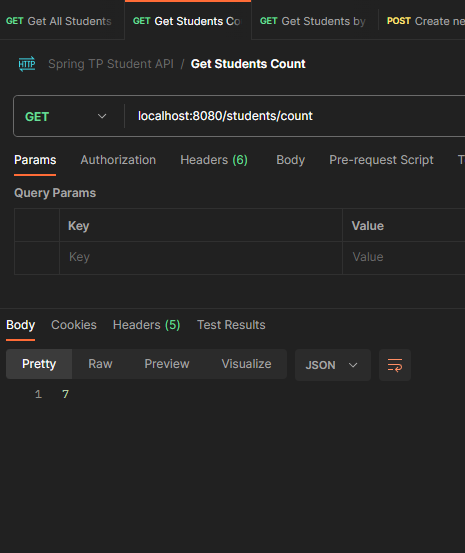 GET Get All Students GET Get Students Co GET Get Students by POST Create ne
HTTP Spring TP Student API / Get Students Count
GET localhost:8080/students/count
Params Authorization Headers (6) Body Pre-request Script T
Query Params
Key Value
Key Value
Body Cookies Headers (5) Test Results
Pretty Raw Preview Visualize JSON
1 7